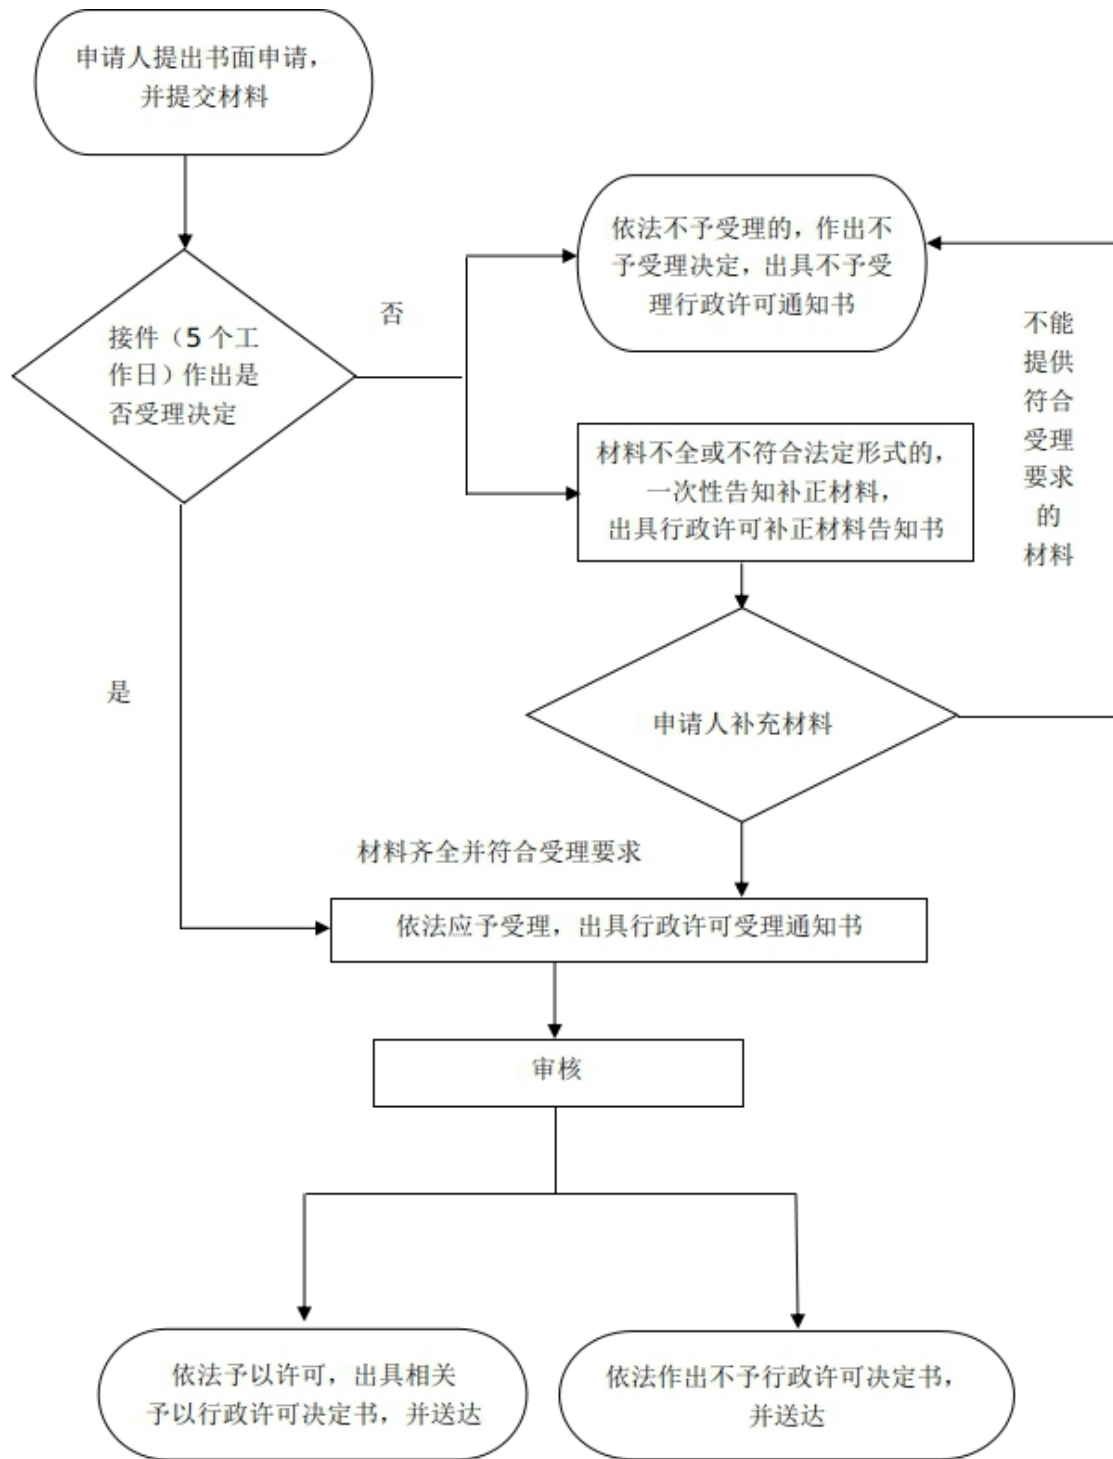 申请人提出书面申请，
并提交材料
依法不予受理的，作出不
予受理决定，出具不予受
理行政许可通知书
否
接件（5 个工
作日）作出是
否受理决定
不能
提供
符合
受理
要求
的
材料
材料不全或不符合法定形式的，
一次性告知补正材料，
出具行政许可补正材料告知书
是
申请人补充材料
材料齐全并符合受理要求
依法应予受理，出具行政许可受理通知书
审核
依法予以许可，出具相关
予以行政许可决定书，并送达
依法作出不予行政许可决定书，
并送达